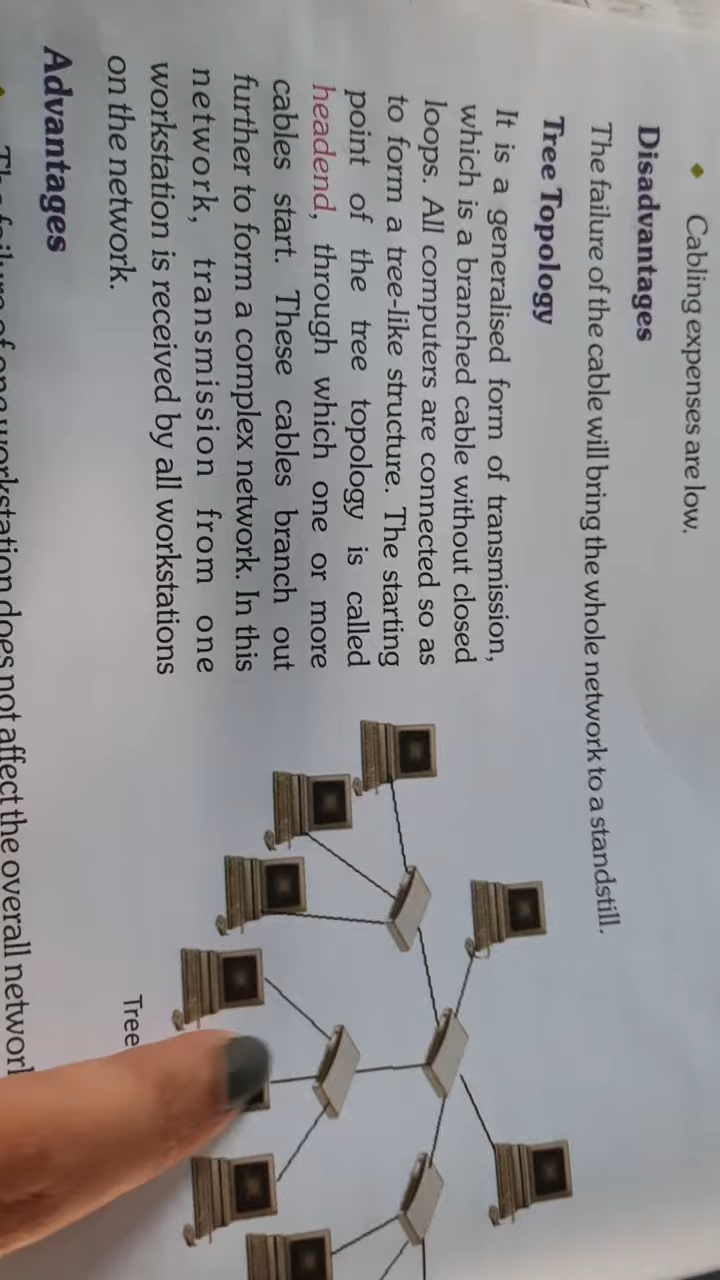 Cabling expenses are low.
Disadvantages
The failure of the cable will bring the whole network to a standstill.
Tree Topology
It is a generalised form of transmission,
which is a branched cable without closed
loops. All computers are connected so as
to form a tree-like structure. The starting
point of the tree topology is called
headend, through which one or more
cables start. These cables branch out
further to form a complex network. In this
network, transmission from one
workstation is received by all workstations
on the network.
Tree
Advantages
The failure of one workstation does not affect the overall network